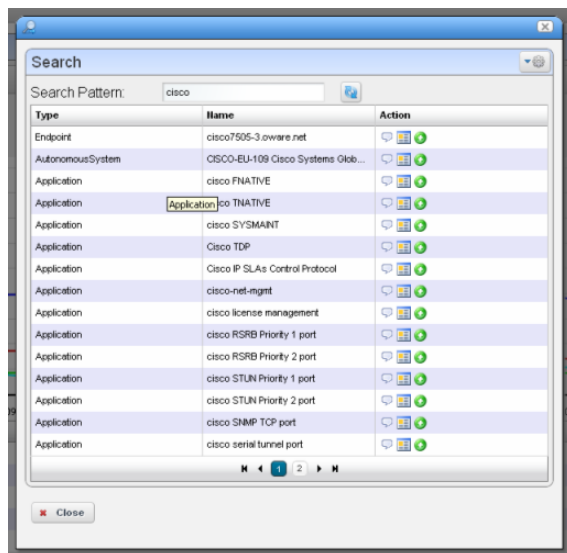 Search
Search Pattern: cisco
Type Name Action
Endpoint cisco7505-3.oware.net
AutonomousSystem CISCO-EU-109 Cisco Systems Glob...
Application cisco FNATIVE
Application Application co TNATIVE
Application cisco SYSMAINT
Application Cisco TDP
Application Cisco IP SLAs Control Protocol
Application cisco-net-mgmt
Application cisco license management
Application cisco RSRB Priority 1 port
Application cisco RSRB Priority 2 port
Application cisco STUN Priority 1 port
Application cisco STUN Priority 2 port
Application cisco SNMP TCP port
Application cisco serial tunnel port
1 2
Close